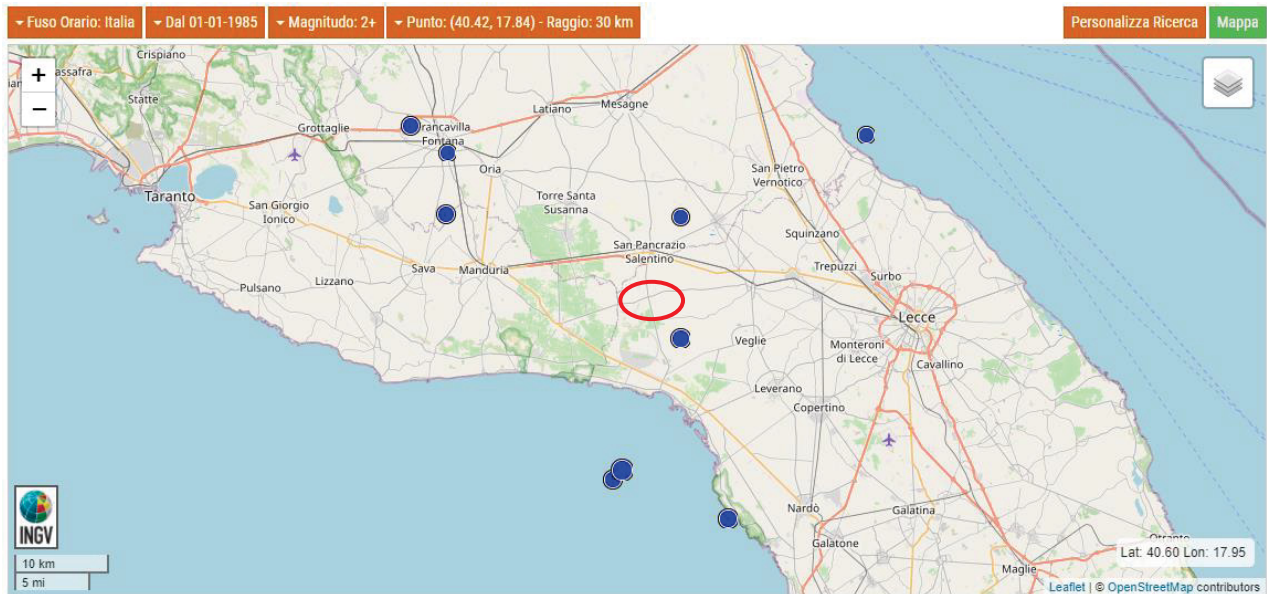 Fuso Orario: Italia Dal 01-01-1985 Magnitudo: 2+ Punto: (40.42, 17.84) - Raggio: 30 km Personalizza Ricerca Mappa
Crispiano
+
assafra
Statte
−
Latiano
Mesagne
Grottaglie
rancavilla
Fontana
Oria
San Pietro
Vernotico
Taranto
Torre Santa
Susanna
San Giorgio
Ionico
Squinzano
San Pancrazio
Salentino
Trepuzzi
Surbo
Sava
Manduria
Lizzano
Pulsano
Lecce
Veglie
Monteroni
di Lecce
Cavallino
Leverano
Copertino
INGV
Nardò
Galatina
Galatone
Otranto
Lat: 40.60 Lon: 17.95
10 km
Maglie
5 mi
Leaflet | © OpenStreetMap contributors